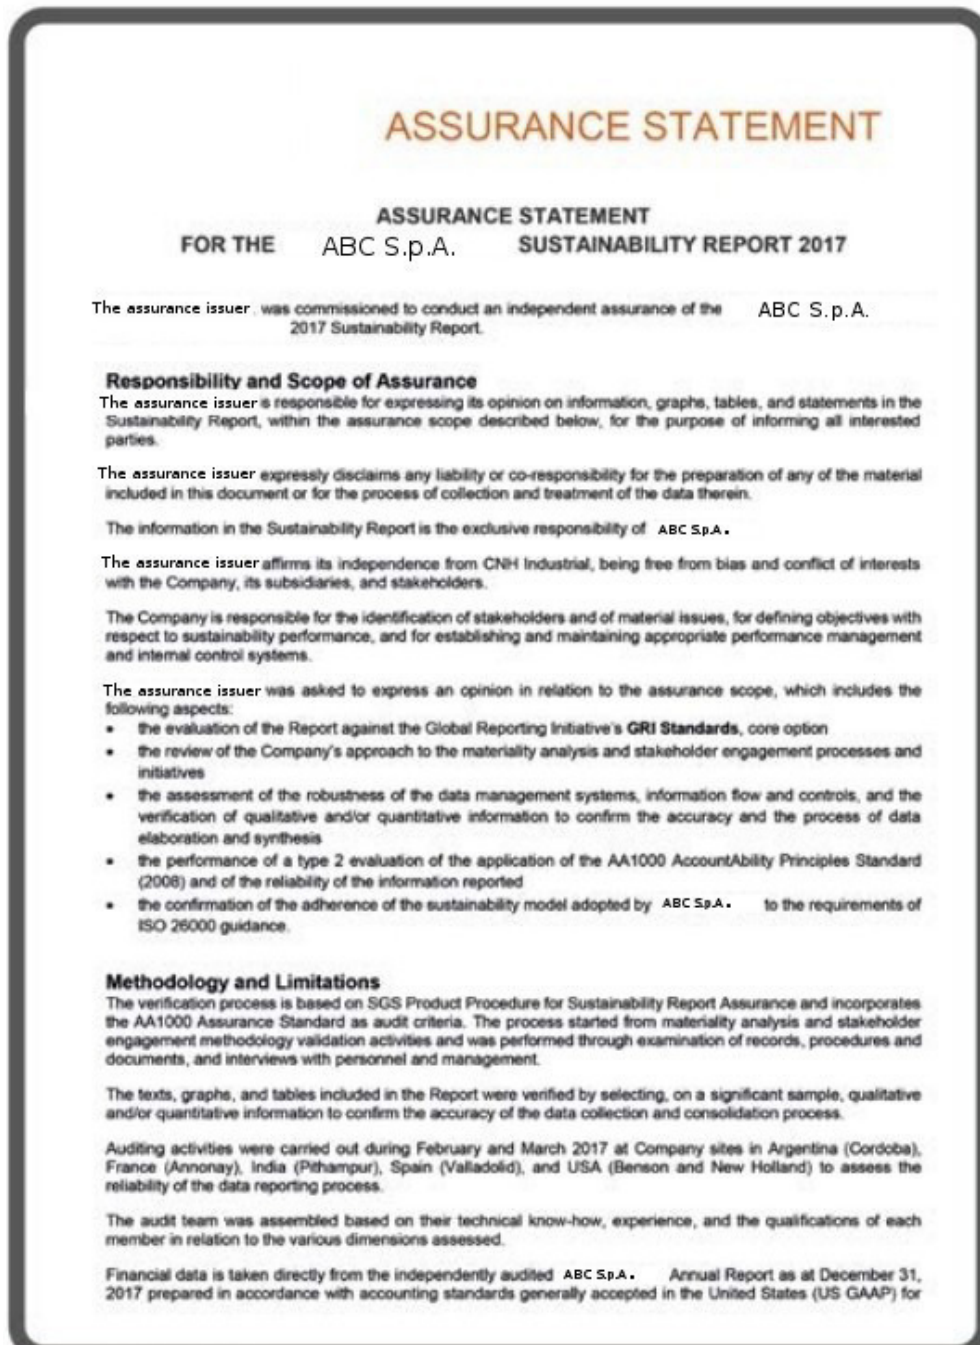 ASSURANCE STATEMENT
ASSURANCE STATEMENT
FOR THE ABC S.p.A. SUSTAINABILITY REPORT 2017
The assurance issuer. was commissioned to conduct an independent assurance of the ABC S.p.A.
2017 Sustainability Report.
Responsibility and Scope of Assurance
The assurance issuer is responsible for expressing its opinion on information, graphs, tables, and statements in the
Sustainability Report, within the assurance scope described below, for the purpose of informing all interested
parties.
The assurance issuer expressly disclaims any liability or co-responsibility for the preparation of any of the material
included in this document or for the process of collection and treatment of the data therein.
The information in the Sustainability Report is the exclusive responsibility of ABC S.p.A.
The assurance issuer affirms its independence from CNH Industrial, being free from bias and conflict of interests
with the Company, its subsidiaries, and stakeholders.
The Company is responsible for the identification of stakeholders and of material issues, for defining objectives with
respect to sustainability performance, and for establishing and maintaining appropriate performance management
and internal control systems.
The assurance issuer was asked to express an opinion in relation to the assurance scope, which includes the
following aspects:
• the evaluation of the Report against the Global Reporting Initiative's GRI Standards, core option
• the review of the Company's approach to the materiality analysis and stakeholder engagement processes and
initiatives
• the assessment of the robustness of the data management systems, information flow and controls, and the
verification of qualitative and/or quantitative information to confirm the accuracy and the process of data
elaboration and synthesis
• the performance of a type 2 evaluation of the application of the AA1000 AccountAbility Principles Standard
(2008) and of the reliability of the information reported
• the confirmation of the adherence of the sustainability model adopted by ABC S.p.A. to the requirements of
ISO 26000 guidance.
Methodology and Limitations
The verification process is based on SGS Product Procedure for Sustainability Report Assurance and incorporates
the AA1000 Assurance Standard as audit criteria. The process started from materiality analysis and stakeholder
engagement methodology validation activities and was performed through examination of records, procedures and
documents, and interviews with personnel and management.
The texts, graphs, and tables included in the Report were verified by selecting, on a significant sample, qualitative
and/or quantitative information to confirm the accuracy of the data collection and consolidation process.
Auditing activities were carried out during February and March 2017 at Company sites in Argentina (Cordoba),
France (Annonay), India (Pithampur), Spain (Valladolid), and USA (Benson and New Holland) to assess the
reliability of the data reporting process.
The audit team was assembled based on their technical know-how, experience, and the qualifications of each
member in relation to the various dimensions assessed.
Financial data is taken directly from the independently audited ABC S.p.A. Annual Report as at December 31,
2017 prepared in accordance with accounting standards generally accepted in the United States (US GAAP) for